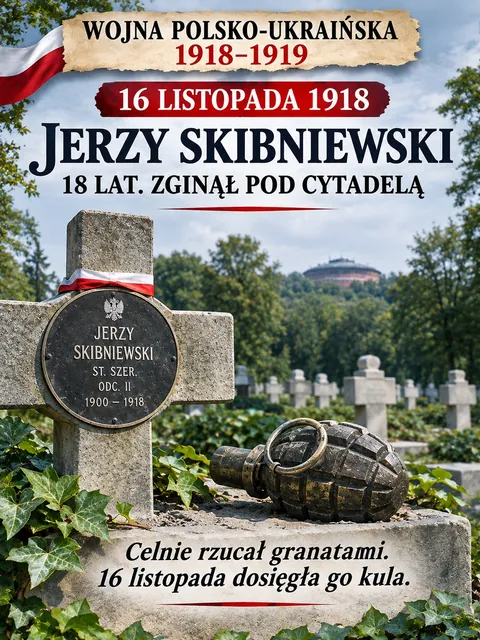 WOJNA POLSKO-UKRAIŃSKA
1918–1919
16 LISTOPADA 1918
JERZY SKIBNIEWSKI
18 LAT. ZGINĄŁ POD CYTADELĄ
JERZY
SKIBNIEWSKI
ST. SZER.
ODC. II
1900 – 1918
Celnie rzucał granatami.
16 listopada dosięgła go kula.